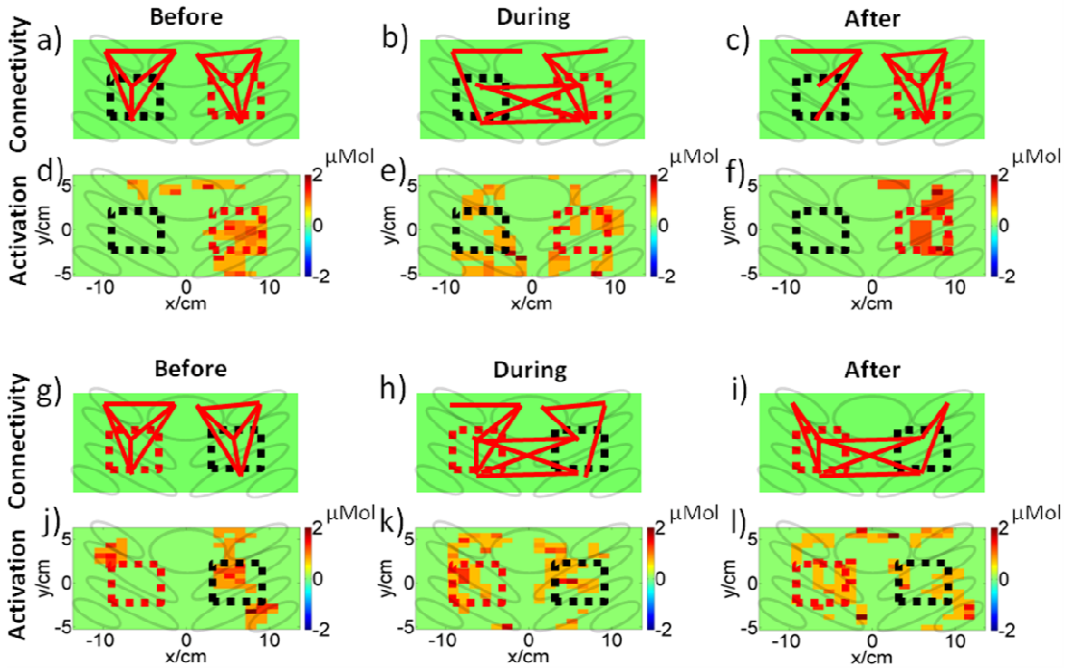 Before During After
Connectivity
a) b) c)
Activation
d) e) f)
μMol μMol μMol
y/cm y/cm y/cm
5 5 5
0 0 0
-5 -5 -5
2 2 2
0 0 0
-2 -2 -2
-10 0 10 -10 0 10 -10 0 10
x/cm x/cm x/cm
Before During After
Connectivity
g) h) i)
Activation
j) k) l)
μMol μMol μMol
y/cm y/cm y/cm
5 5 5
0 0 0
-5 -5 -5
2 2 2
0 0 0
-2 -2 -2
-10 0 10 -10 0 10 -10 0 10
x/cm x/cm x/cm